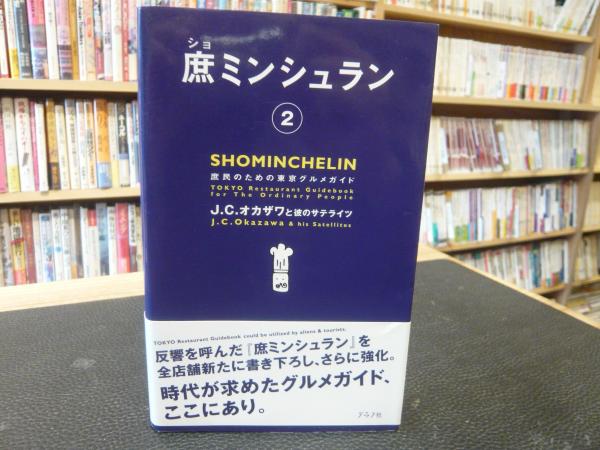 ショ
庶ミンシュラン
2
SHOMINCHELIN
庶民のための東京グルメガイド
TOKYO Restaurant Guidebook
for The Ordinary People
J.C.オカザワと彼のサテライツ
J.C.Okazawa & his Satellites
TOKYO Restaurant Guidebook could be utilized by aliens & tourists.
反響を呼んだ『庶ミンシュラン』を
全店舗新たに書き下ろし、さらに強化。
時代が求めたグルメガイド、
ここにあり。